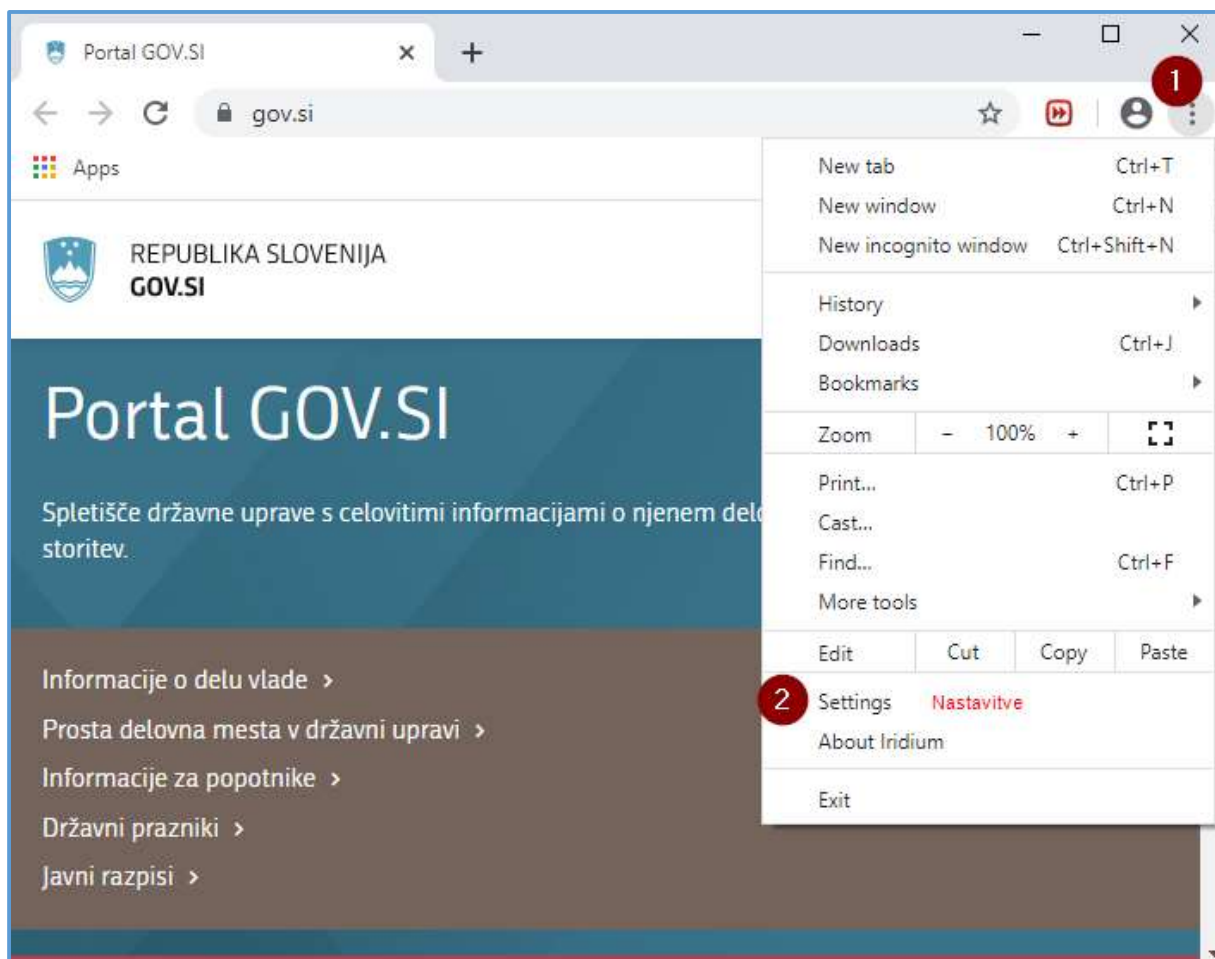 Portal GOV.SI
1
gov.si
Apps
New tab Ctrl+T
New window Ctrl+N
New incognito window Ctrl+Shift+N
History
Downloads Ctrl+J
Bookmarks
Zoom - 100% +
Print... Ctrl+P
Cast...
Find... Ctrl+F
More tools
Edit Cut Copy Paste
2 Settings Nastavitve
About Iridium
Exit
REPUBLIKA SLOVENIJA
GOV.SI
Portal GOV.SI
Spletišče državne uprave s celovitimi informacijami o njenem
storitev.
Informacije o delu vlade >
Prosta delovna mesta v državni upravi >
Informacije za popotnike >
Državni prazniki >
Javni razpisi >